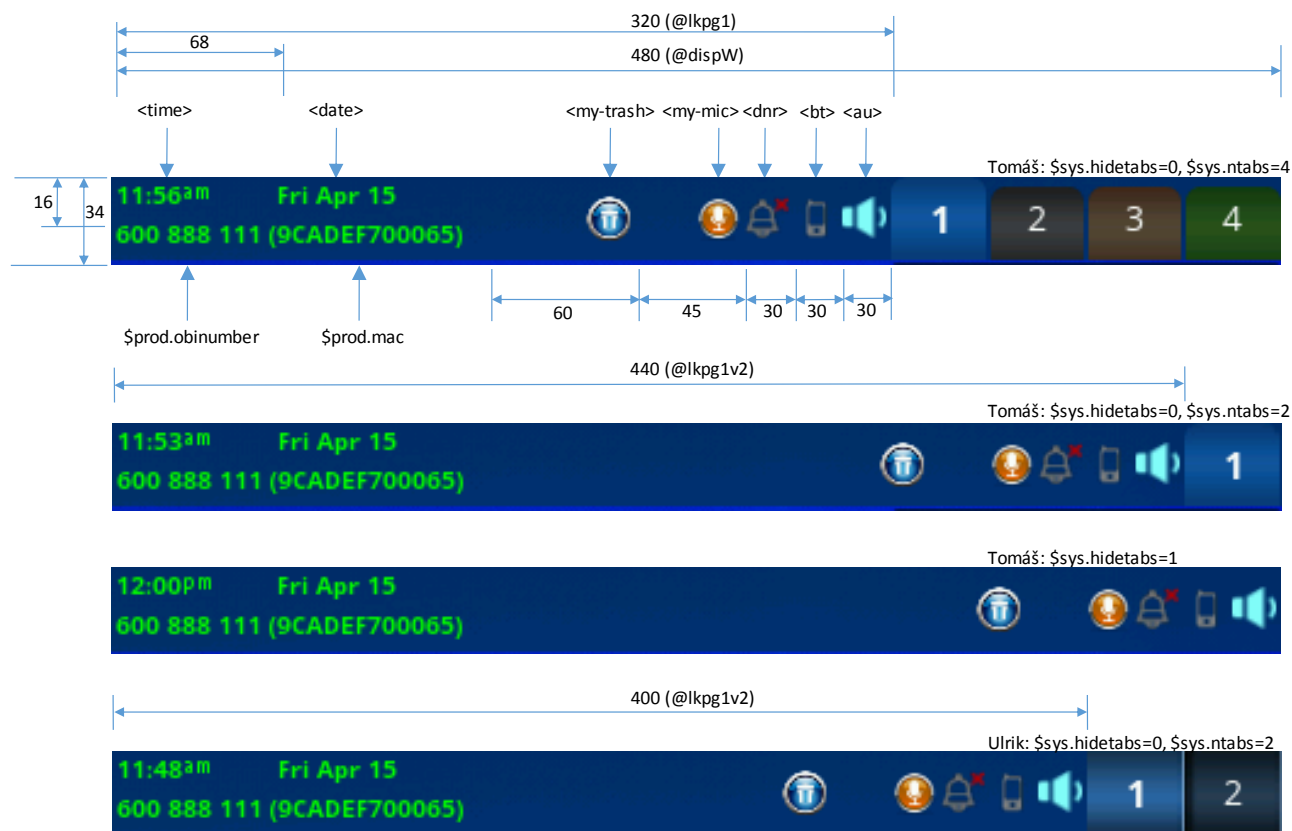 320 (@lkpg1)
68
480 (@dispW)
<time> <date> <my-trash> <my-mic> <dnr> <bt> <au>
Tomáš: $sys.hidetabs=0, $sys.ntabs=4
16
34
11:56am Fri Apr 15
600 888 111 (9CADEF700065)
1 2 3 4
60 45 30 30 30
$prod.obinumber $prod.mac
440 (@lkpg1v2)
Tomáš: $sys.hidetabs=0, $sys.ntabs=2
11:53am Fri Apr 15
600 888 111 (9CADEF700065)
1
Tomáš: $sys.hidetabs=1
12:00pm Fri Apr 15
600 888 111 (9CADEF700065)
400 (@lkpg1v2)
Ulrik: $sys.hidetabs=0, $sys.ntabs=2
11:48am Fri Apr 15
600 888 111 (9CADEF700065)
1 2